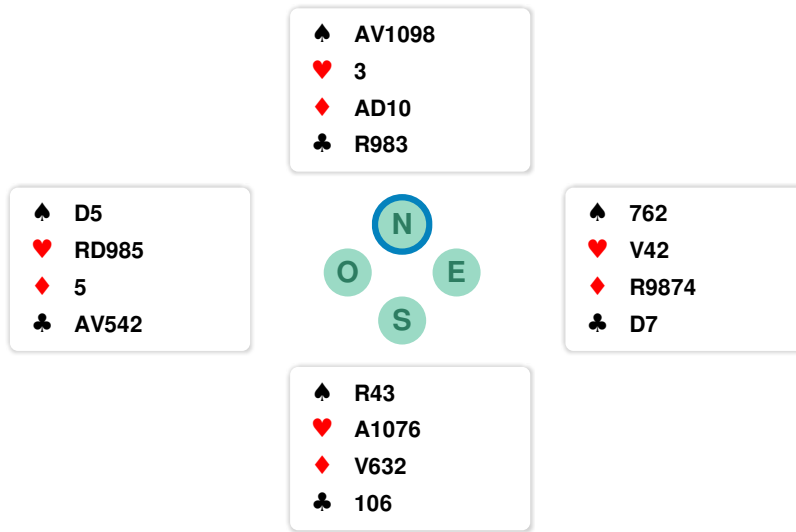 ♠ AV1098
♥ 3
♦ AD10
♣ R983
♠ D5
♥ RD985
♦ 5
♣ AV542
N
O E
S
♠ 762
♥ V42
♦ R9874
♣ D7
♠ R43
♥ A1076
♦ V632
♣ 106